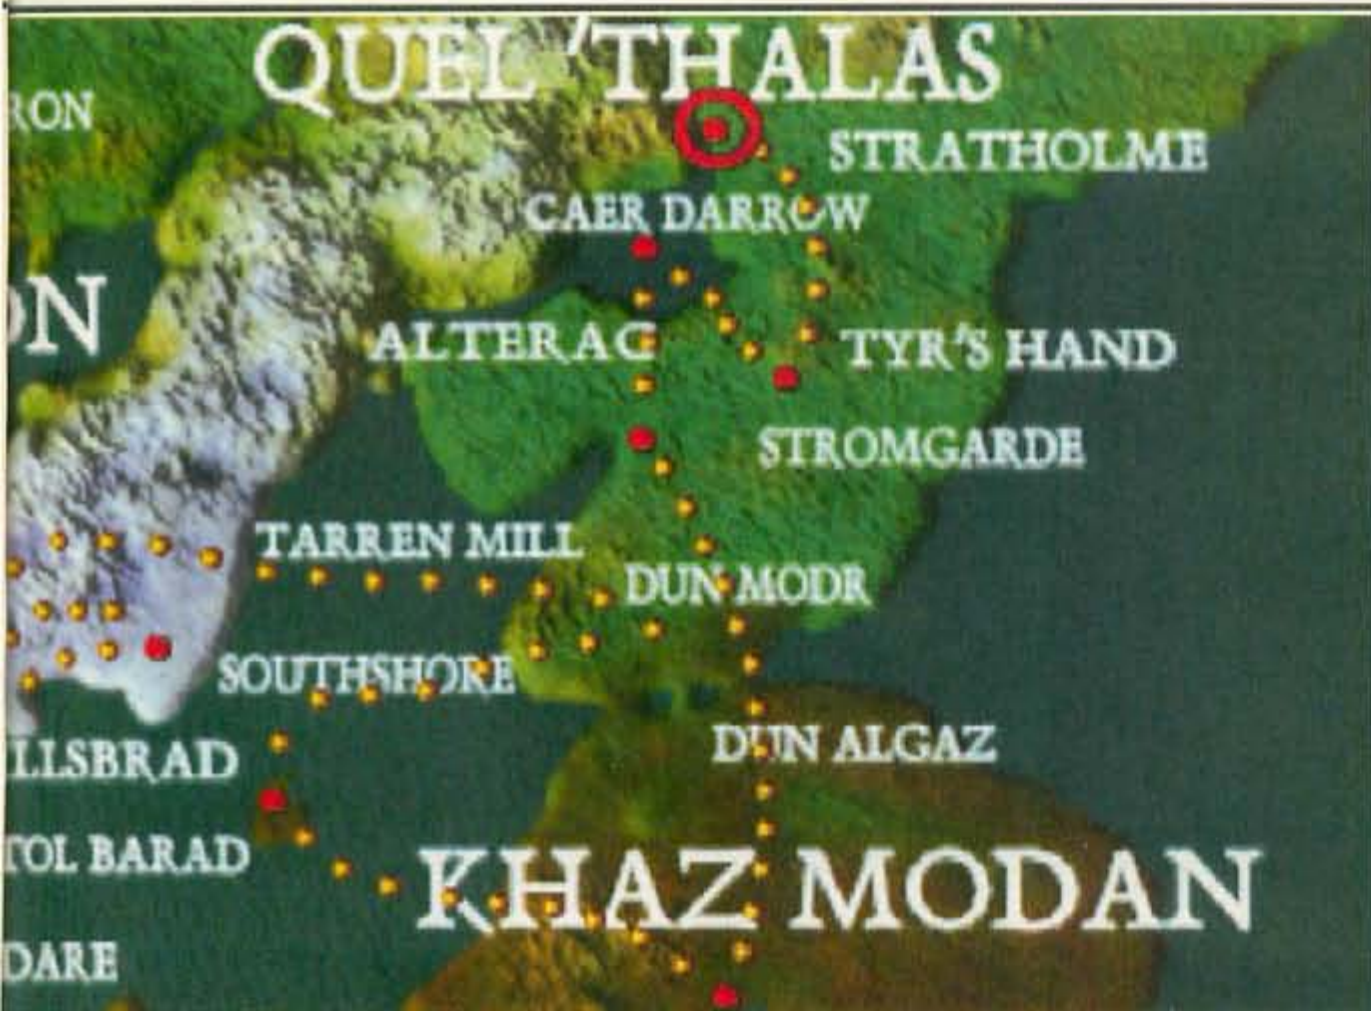 QUEL'THALAS
RON
STRATHOLME
CAER DARROW
ON
ALTERAC
TYR'S HAND
STROMGARDE
TARREN MILL
DUN MODR
SOUTHSHORE
DUN ALGAZ
LLSBRAD
TOL BARAD
KHAZ MODAN
DARE